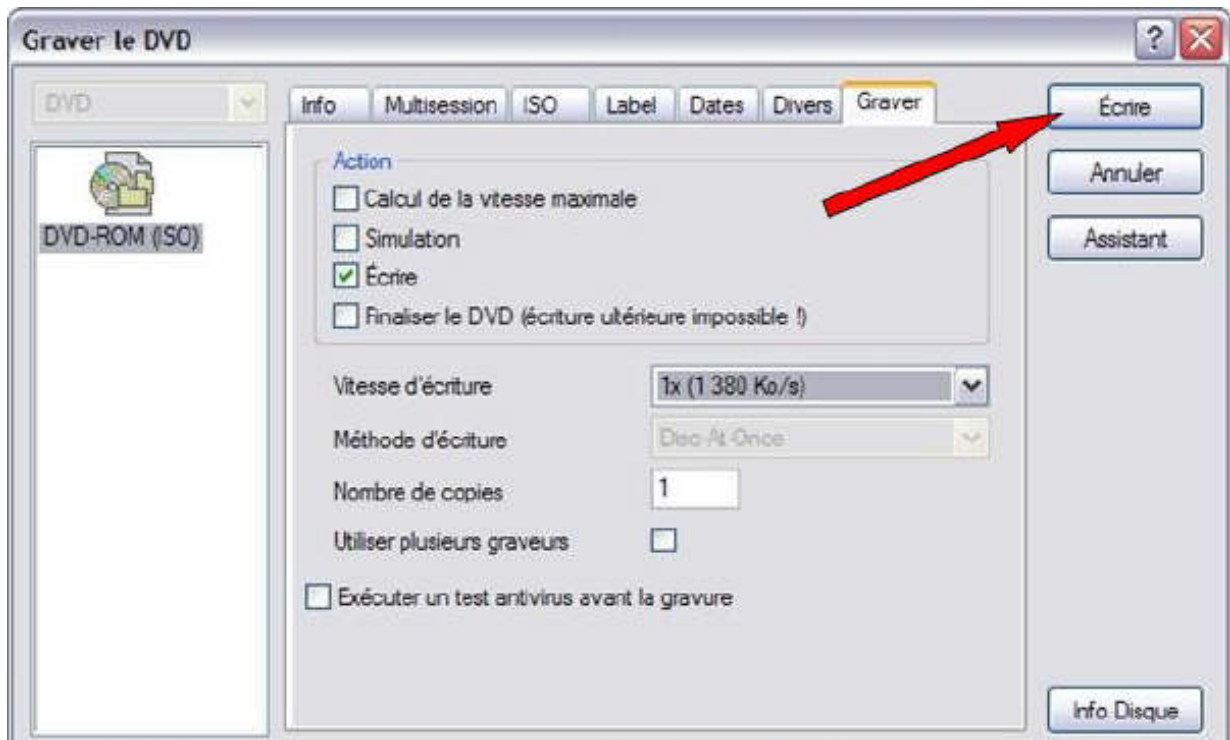 Graver le DVD
DVD
Info Multisession ISO Label Dates Divers Graver
Écrire
Annuler
Assistant
DVD-ROM (ISO)
Action
Calcul de la vitesse maximale
Simulation
Écrire
Finaliser le DVD (écriture ultérieure impossible !)
Vitesse d'écriture 1x (1 380 Ko/s)
Méthode d'écriture Disc-At-Once
Nombre de copies 1
Utiliser plusieurs graveurs
Exécuter un test antivirus avant la gravure
Info Disque